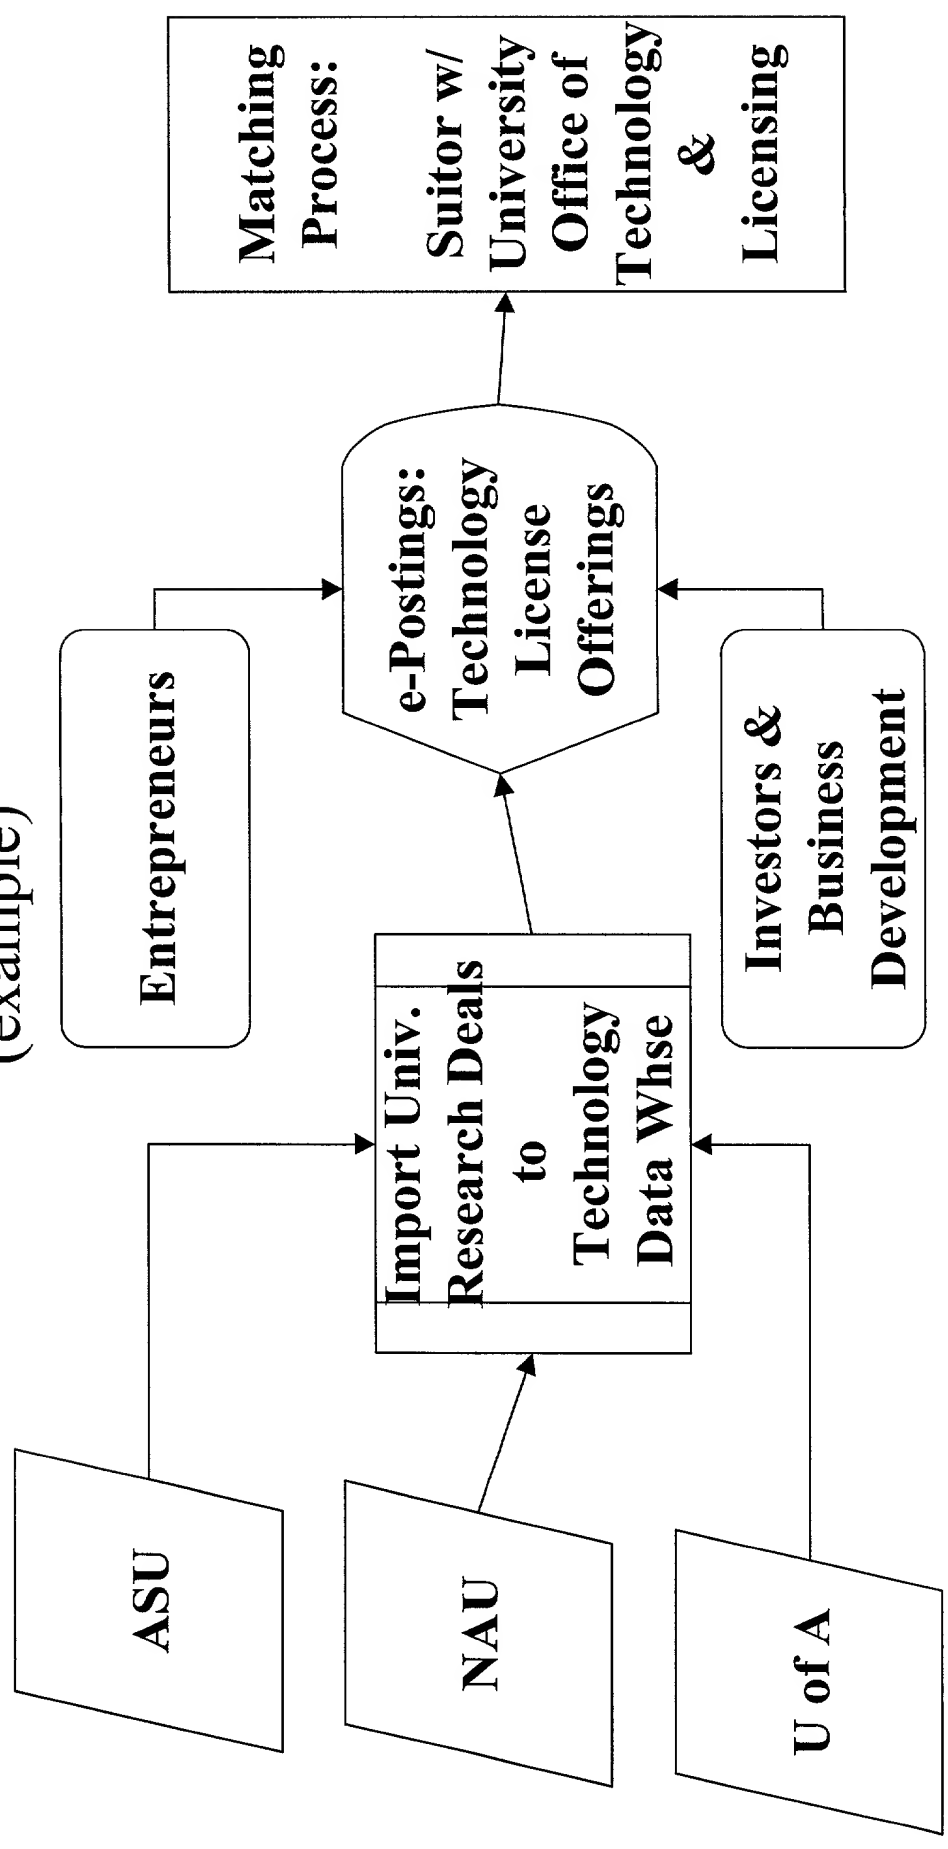 (example)
ASU
NAU
U of A
Import Univ.
Research Deals
to
Technology
Data Whse
Entrepreneurs
e-Postings:
Technology
License
Offerings
Investors &
Business
Development
Matching
Process:
Suitor w/
University
Office of
Technology
&
Licensing